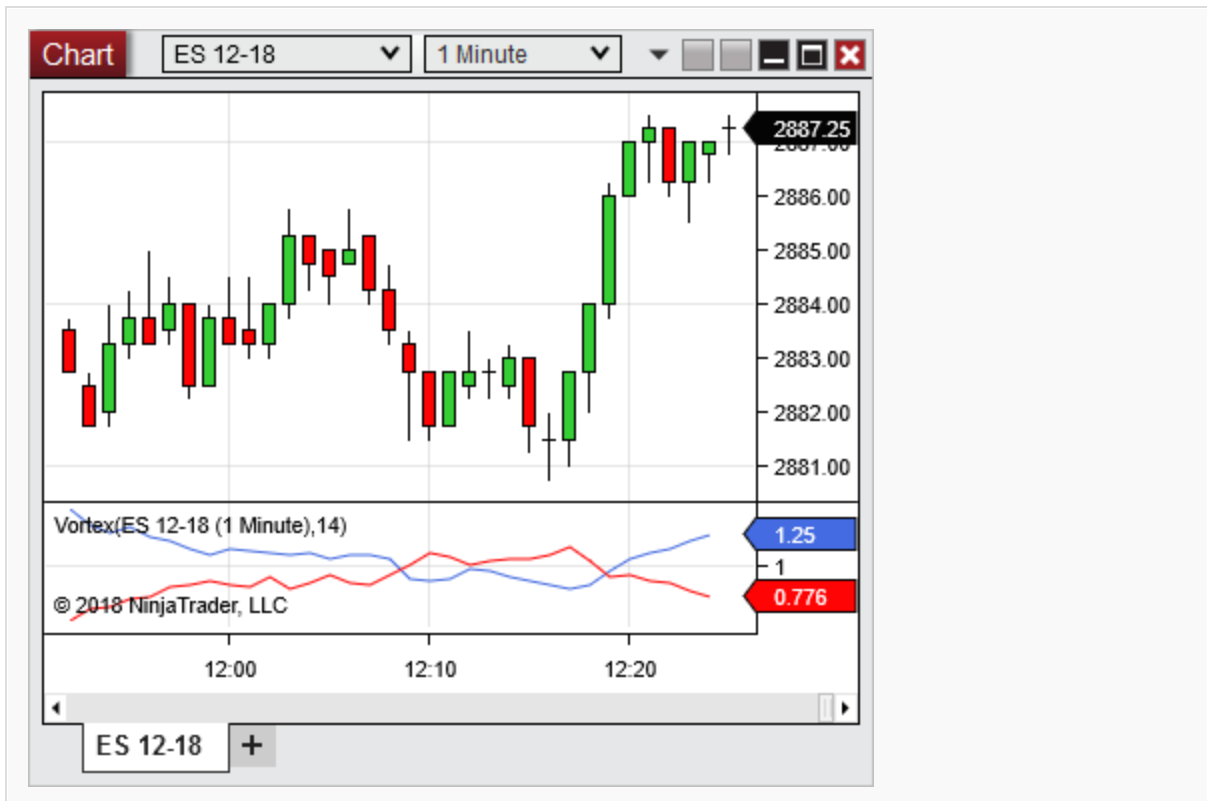 Chart
ES 12-18
1 Minute
2887.25
2887.00
2886.00
2885.00
2884.00
2883.00
2882.00
2881.00
Vortex(ES 12-18 (1 Minute),14)
1.25
1
0.776
© 2018 NinjaTrader, LLC
12:00
12:10
12:20
ES 12-18
+